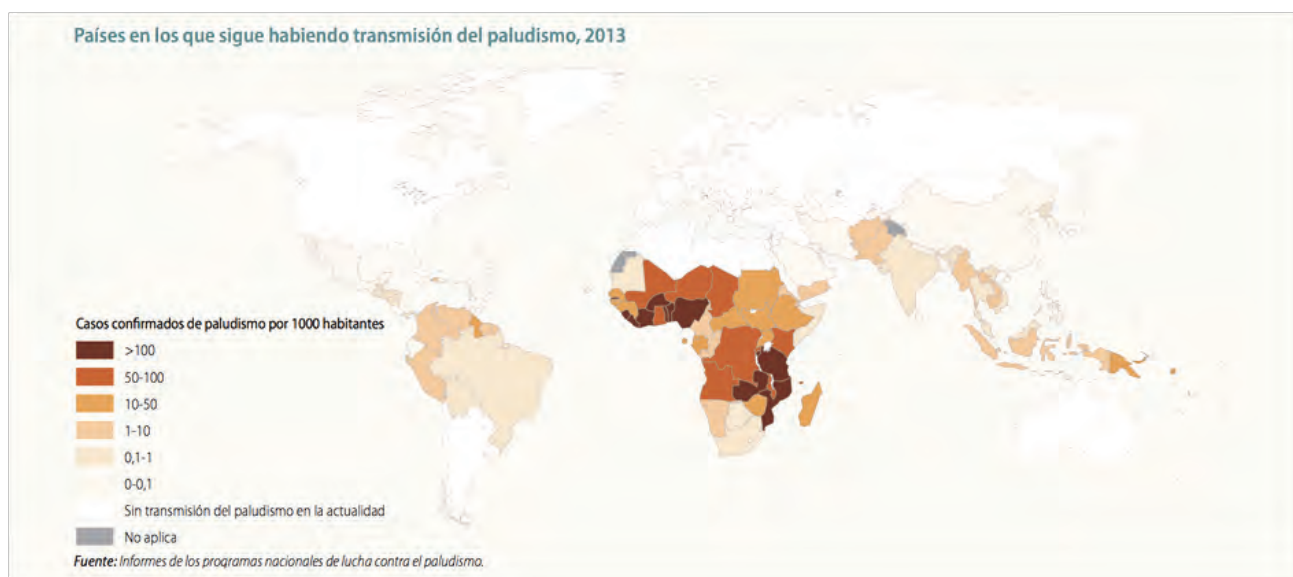 Países en los que sigue habiendo transmisión del paludismo, 2013
Casos confirmados de paludismo por 1000 habitantes
>100
50-100
10-50
1-10
0,1-1
0-0,1
Sin transmisión del paludismo en la actualidad
No aplica
Fuente: Informes de los programas nacionales de lucha contra el paludismo.